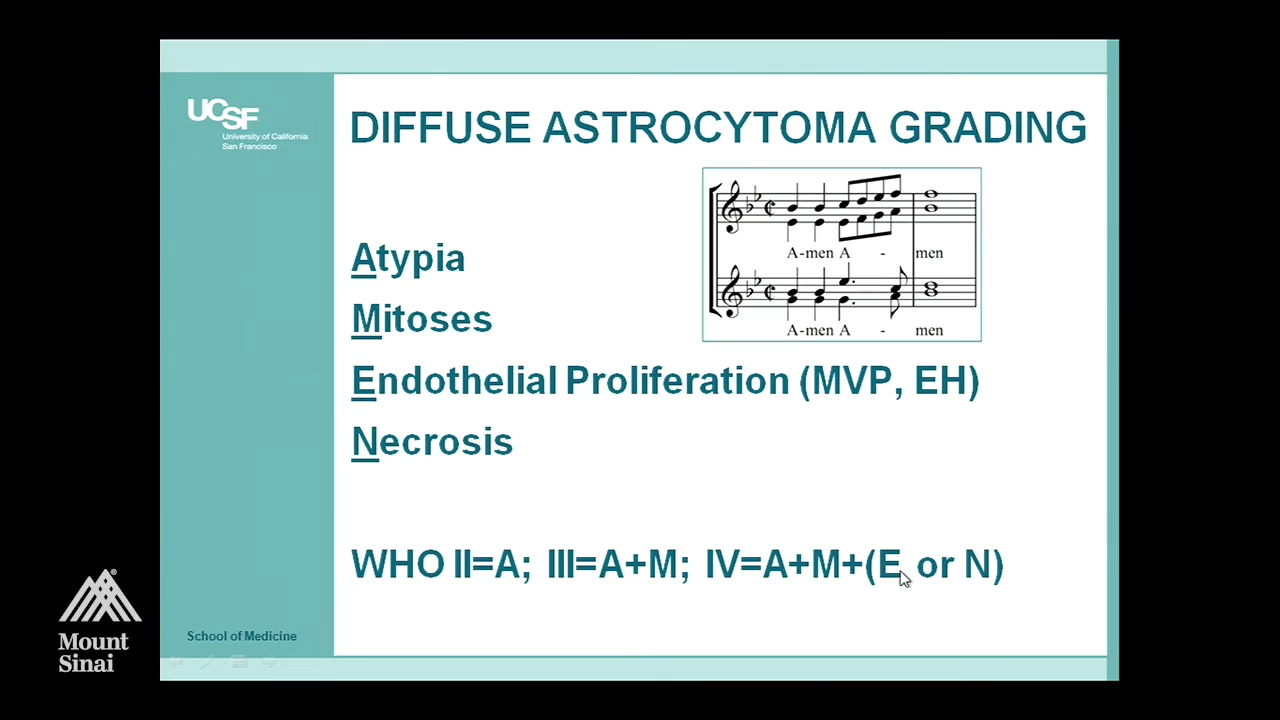 UCSF
University of California
San Francisco
DIFFUSE ASTROCYTOMA GRADING
A-men A - men
A-men A - men
Atypia
Mitoses
Endothelial Proliferation (MVP, EH)
Necrosis
WHO II=A; III=A+M; IV=A+M+(E or N)
School of Medicine
Mount
Sinai